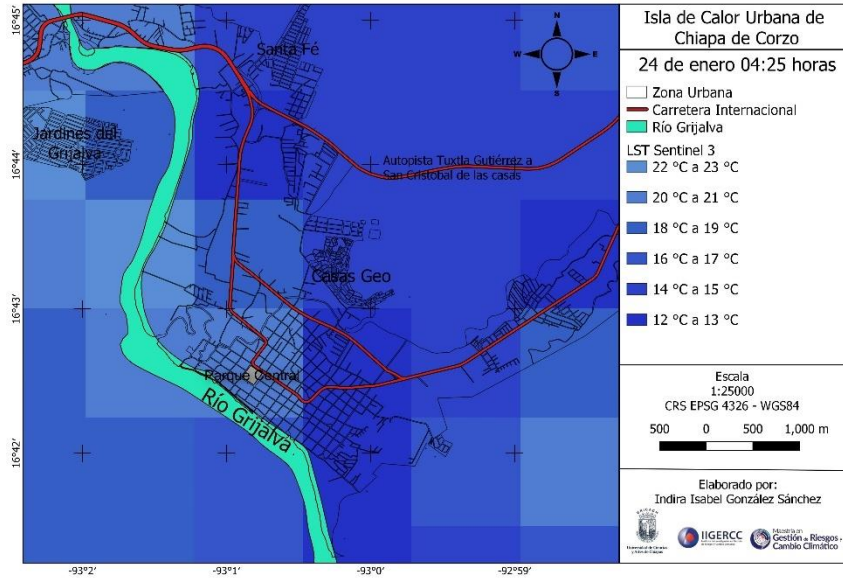 Isla de Calor Urbana de
Chiapa de Corzo
24 de enero 04:25 horas
Zona Urbana
Carretera Internacional
Río Grijalva
LST Sentinel 3
22 °C a 23 °C
20 °C a 21 °C
18 °C a 19 °C
16 °C a 17 °C
14 °C a 15 °C
12 °C a 13 °C
Escala
1:25000
CRS EPSG 4326 - WGS84
500 0 500 1,000 m
Elaborado por:
Indira Isabel González Sánchez
IIGERCC
Maestría en
Gestión de Riesgos y
Cambio Climático
N
W E
S
Santa Fé
Jardines del
Grijalva
Autopista Tuxtla Gutiérrez a
San Cristobal de las casas
Casas Geo
Parque Central
Río Grijalva
16°45'
16°44'
16°43'
16°42'
-93°2' -93°1' -93°0' -92°59'